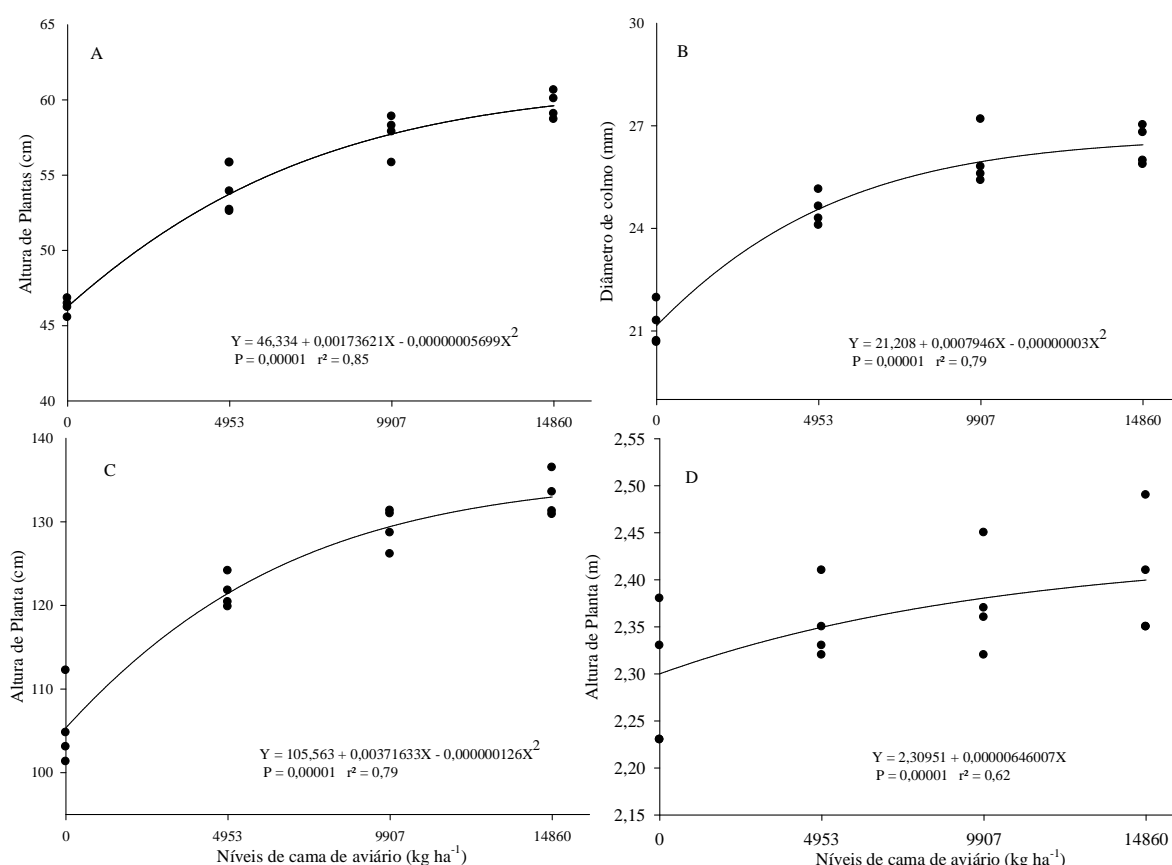 A
Altura de Plantas (cm)
65
60
55
50
45
40
Y = 46,334 + 0,00173621X - 0,00000005699X²
P = 0,00001 r² = 0,85
0 4953 9907 14860
B
Diâmetro de colmo (mm)
30
27
24
21
Y = 21,208 + 0,0007946X - 0,00000003X²
P = 0,00001 r² = 0,79
0 4953 9907 14860
C
Altura de Planta (cm)
140
130
120
110
100
Y = 105,563 + 0,00371633X - 0,000000126X²
P = 0,00001 r² = 0,79
0 4953 9907 14860
Níveis de cama de aviário (kg ha⁻¹)
D
Altura de Planta (m)
2,55
2,50
2,45
2,40
2,35
2,30
2,25
2,20
2,15
Y = 2,30951 + 0,00000646007X
P = 0,00001 r² = 0,62
0 4953 9907 14860
Níveis de cama de aviário (kg ha⁻¹)